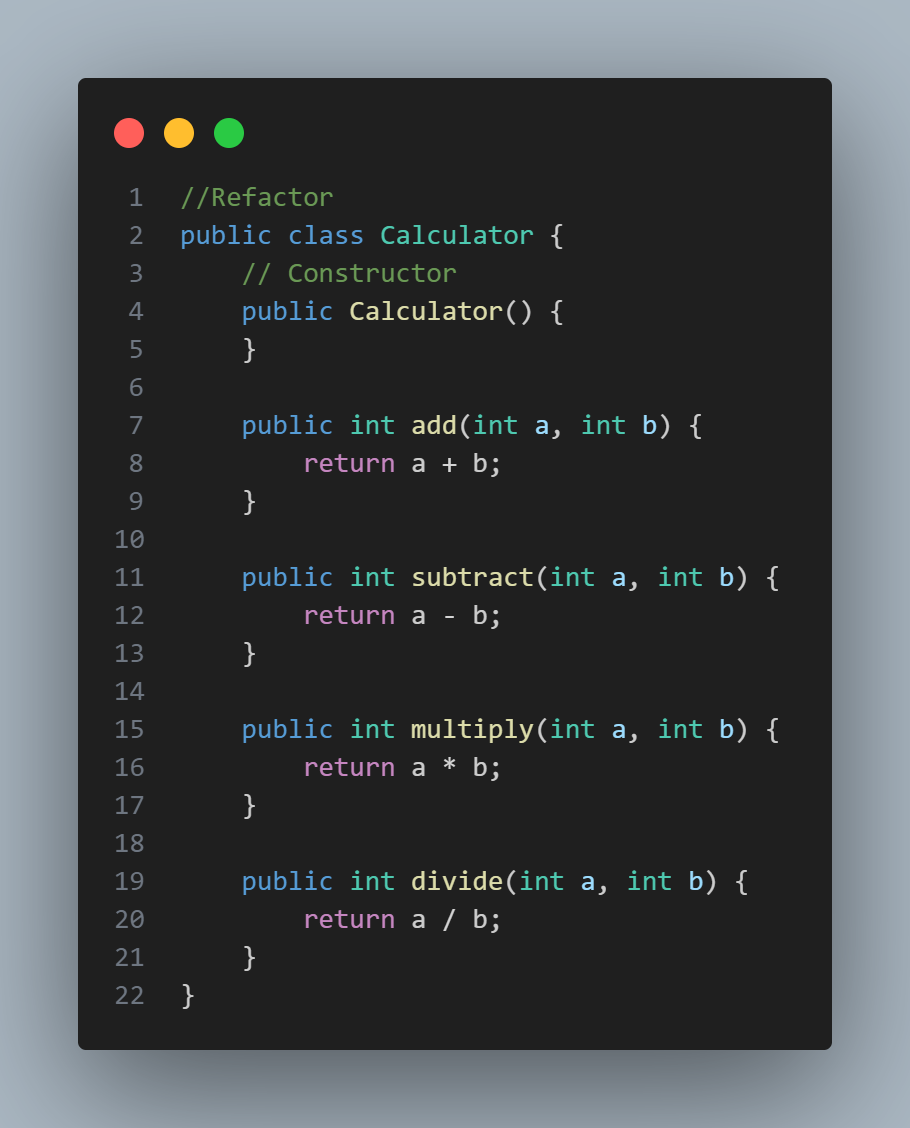 1 //Refactor
2 public class Calculator {
3     // Constructor
4     public Calculator() {
5     }
6
7     public int add(int a, int b) {
8         return a + b;
9     }
10
11     public int subtract(int a, int b) {
12         return a - b;
13     }
14
15     public int multiply(int a, int b) {
16         return a * b;
17     }
18
19     public int divide(int a, int b) {
20         return a / b;
21     }
22 }